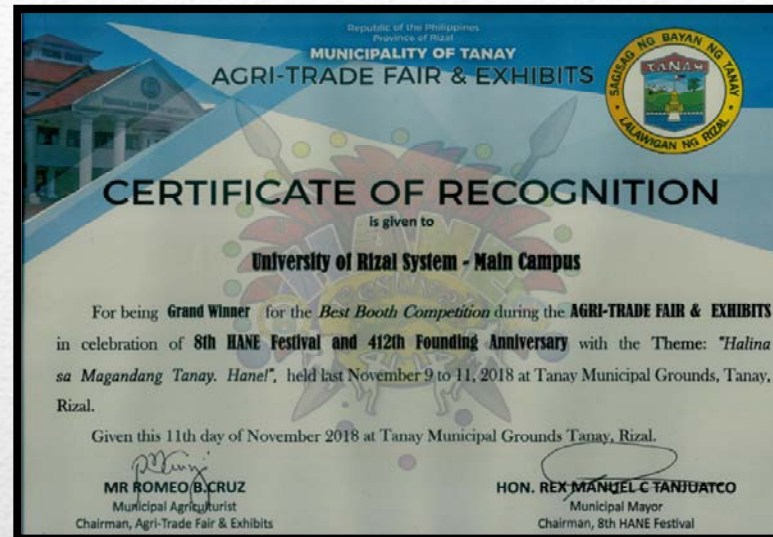 Republic of the Philippines
Province of Rizal
MUNICIPALITY OF TANAY
AGRI-TRADE FAIR & EXHIBITS
SAGISAG NG BAYAN NG TANAY
TANAY
LALAWIGAN NG RIZAL
CERTIFICATE OF RECOGNITION
is given to
University of Rizal System - Main Campus
For being Grand Winner for the Best Booth Competition during the AGRI-TRADE FAIR & EXHIBITS
in celebration of 8th HANE Festival and 412th Founding Anniversary with the Theme: "Halina
sa Magandang Tanay. Hane!", held last November 9 to 11, 2018 at Tanay Municipal Grounds, Tanay,
Rizal.
Given this 11th day of November 2018 at Tanay Municipal Grounds Tanay, Rizal.
MR ROMEO B.CRUZ
Municipal Agriculturist
Chairman, Agri-Trade Fair & Exhibits
HON. REX MANUEL C TANJUATCO
Municipal Mayor
Chairman, 8th HANE Festival